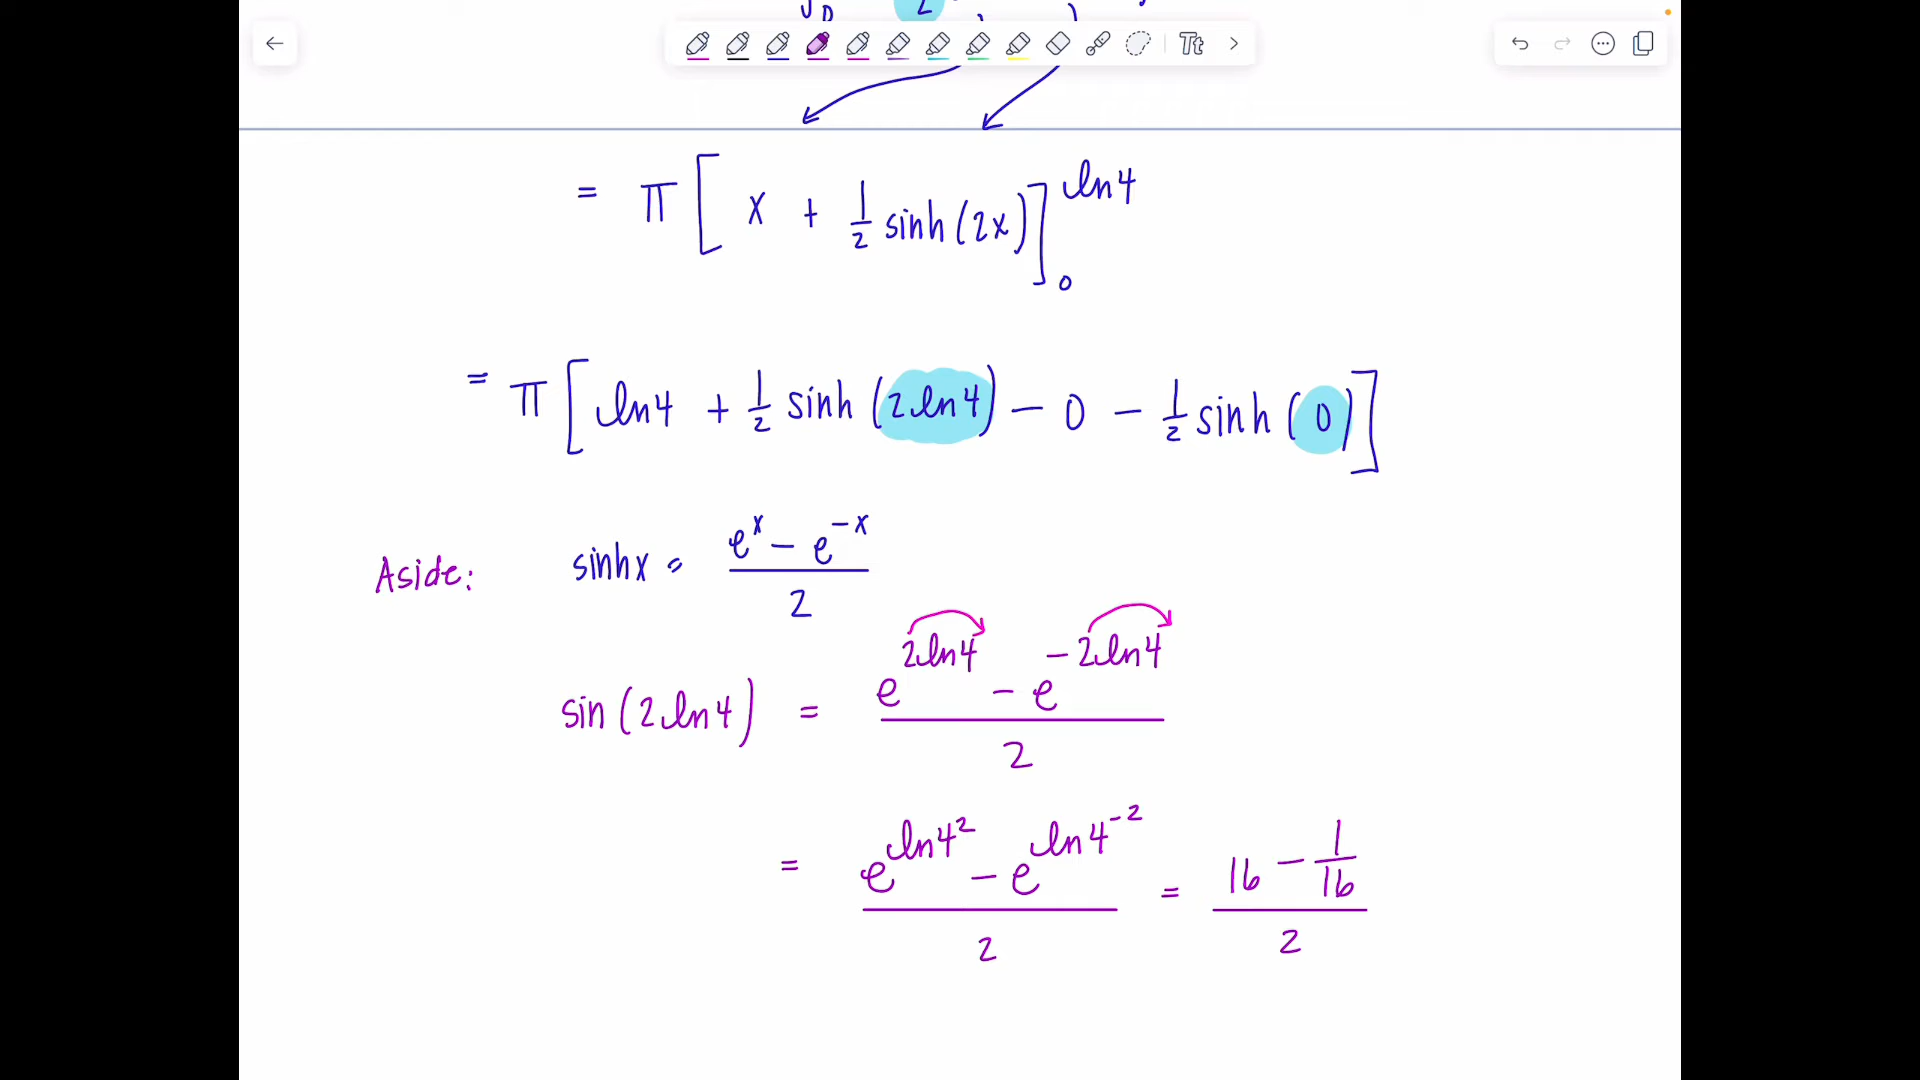 Tt
= π [ x + 1/2 sinh (2x) ]₀^ln4
= π [ ln4 + 1/2 sinh (2ln4) − 0 − 1/2 sinh (0) ]
Aside: sinhx = (e^x − e^−x) / 2
sin (2ln4) = (e^2ln4 − e^−2ln4) / 2
= (e^ln4² − e^ln4⁻²) / 2 = (16 − 1/16) / 2